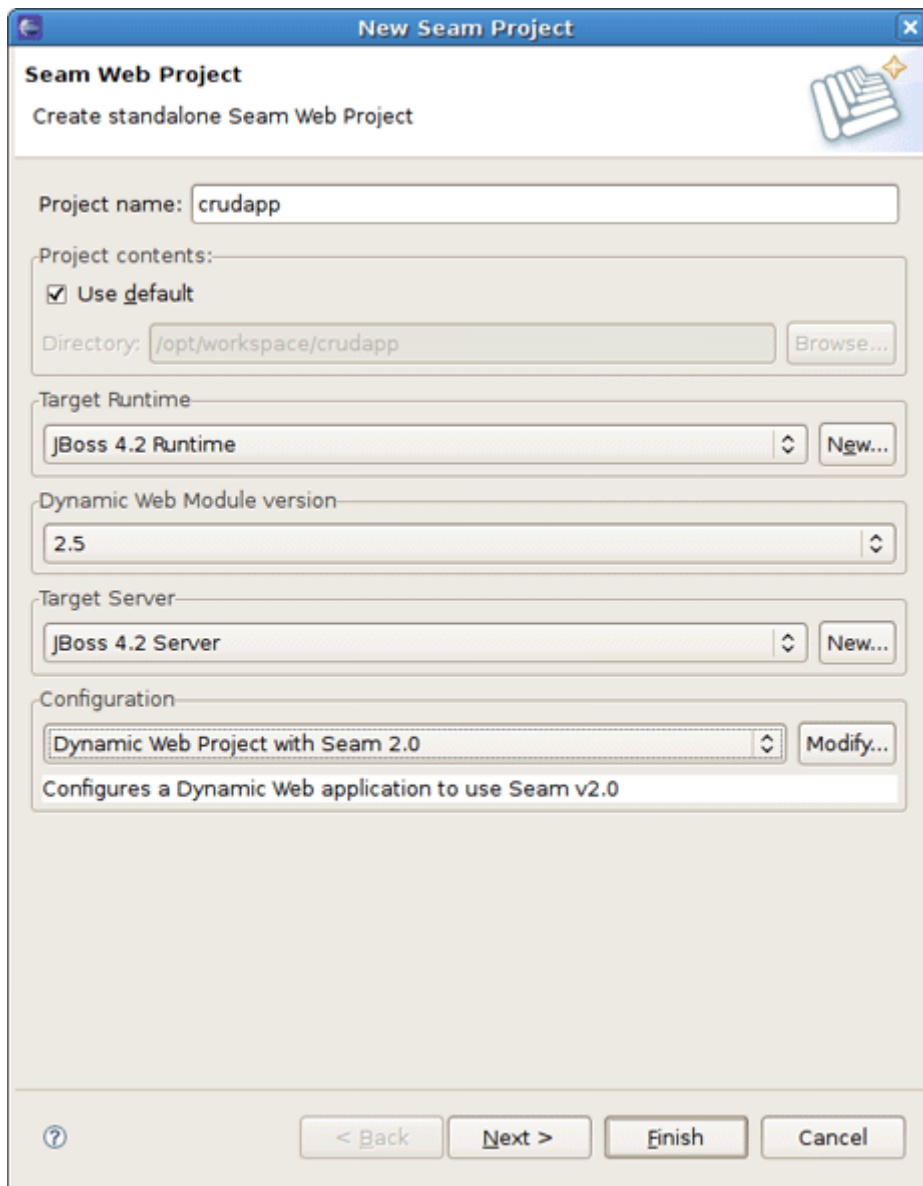 New Seam Project
Seam Web Project
Create standalone Seam Web Project
Project name: crudapp
Project contents:
Use default
Directory: /opt/workspace/crudapp Browse...
Target Runtime
JBoss 4.2 Runtime New...
Dynamic Web Module version
2.5
Target Server
JBoss 4.2 Server New...
Configuration
Dynamic Web Project with Seam 2.0 Modify...
Configures a Dynamic Web application to use Seam v2.0
? < Back Next > Finish Cancel